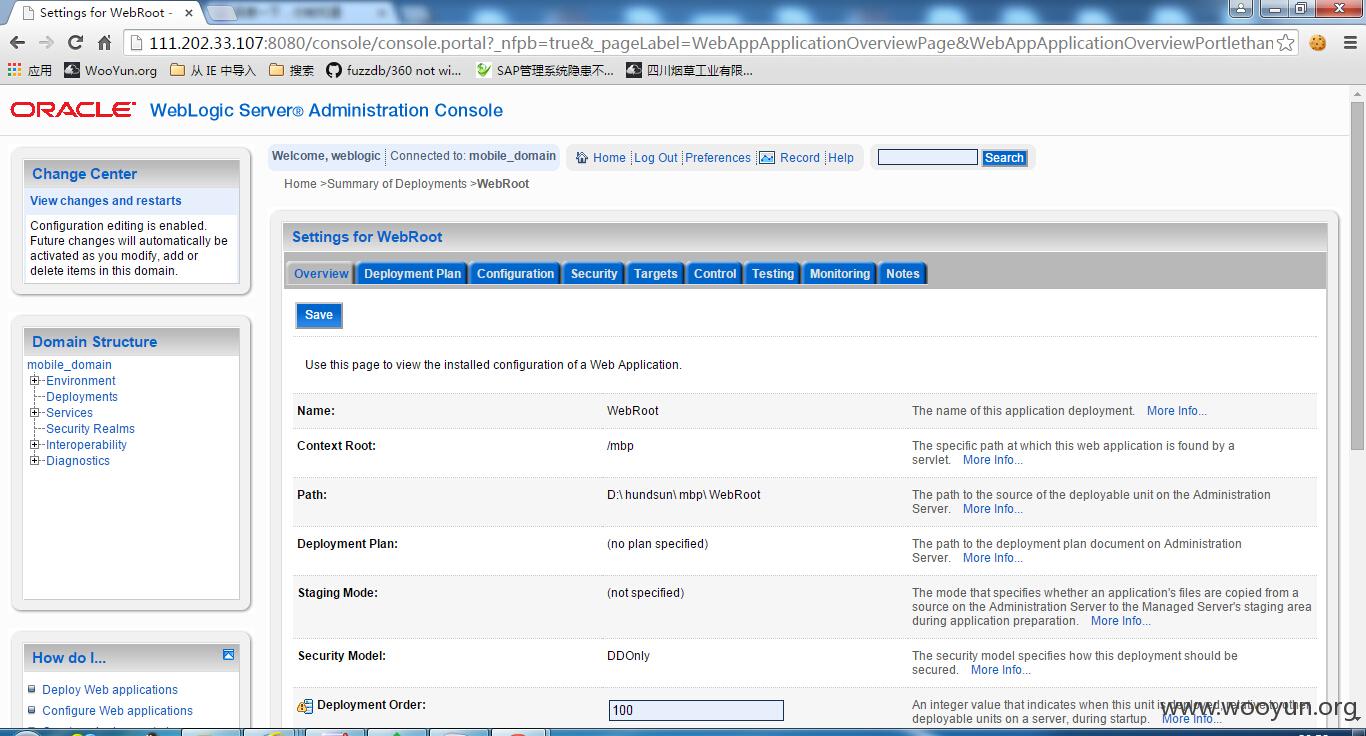 Settings for WebRoot -
111.202.33.107:8080/console/console.portal?_nfpb=true&_pageLabel=WebAppApplicationOverviewPage&WebAppApplicationOverviewPortlethan
应用 WooYun.org 从 IE 中导入 搜索 fuzzdb/360 not wi... SAP管理系统隐患不... 四川烟草工业有限...
ORACLE WebLogic Server® Administration Console
Change Center
View changes and restarts
Configuration editing is enabled.
Future changes will automatically be
activated as you modify, add or
delete items in this domain.
Domain Structure
mobile_domain
Environment
Deployments
Services
Security Realms
Interoperability
Diagnostics
How do I...
Deploy Web applications
Configure Web applications
Welcome, weblogic Connected to: mobile_domain
Home Log Out Preferences Record Help Search
Home >Summary of Deployments >WebRoot
Settings for WebRoot
Overview Deployment Plan Configuration Security Targets Control Testing Monitoring Notes
Save
Use this page to view the installed configuration of a Web Application.
Name: WebRoot The name of this application deployment. More Info...
Context Root: /mbp The specific path at which this web application is found by a
servlet. More Info...
Path: D:\ hundsun\ mbp\ WebRoot The path to the source of the deployable unit on the Administration
Server. More Info...
Deployment Plan: (no plan specified) The path to the deployment plan document on Administration
Server. More Info...
Staging Mode: (not specified) The mode that specifies whether an application's files are copied from a
source on the Administration Server to the Managed Server's staging area
during application preparation. More Info...
Security Model: DDOnly The security model specifies how this deployment should be
secured. More Info...
Deployment Order: 100 An integer value that indicates when this unit is deployed, relative to other
deployable units on a server, during startup. More Info...
www.wooyun.org